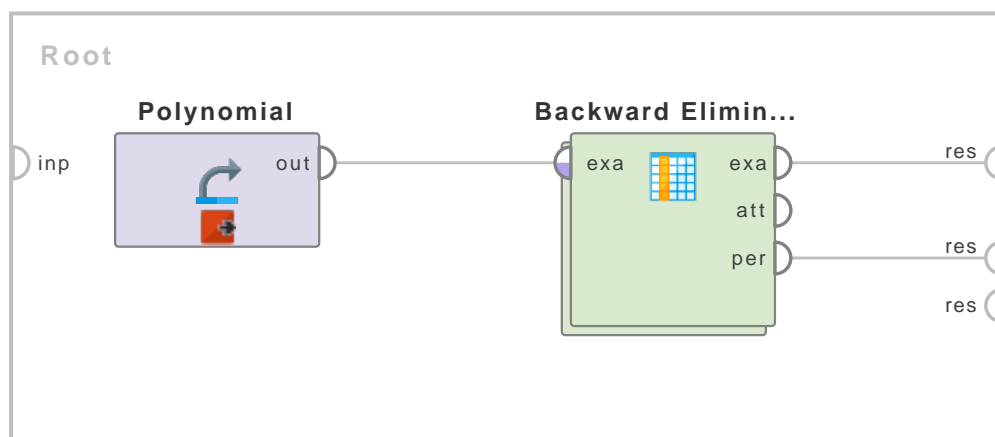 Root
Polynomial
Backward Elimin...
inp
out
exa
exa
res
att
per
res
res